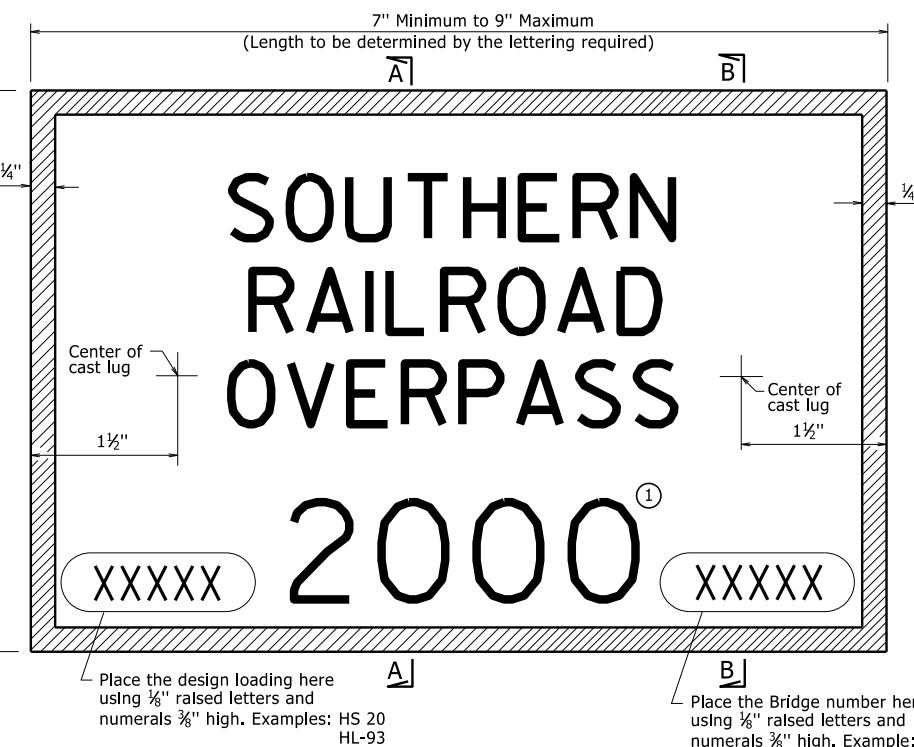 7" Minimum to 9" Maximum
(Length to be determined by the lettering required)
A
B
¼"
¼
SOUTHERN
RAILROAD
OVERPASS
Center of
cast lug
Center of
cast lug
1½"
1½"
2000
1
XXXXX
XXXXX
A
B
Place the design loading here
using ⅛" raised letters and
numerals ⅜" high. Examples: HS 20
HL-93
Place the Bridge number her
using ⅛" raised letters and
numerals ⅜" high. Example: